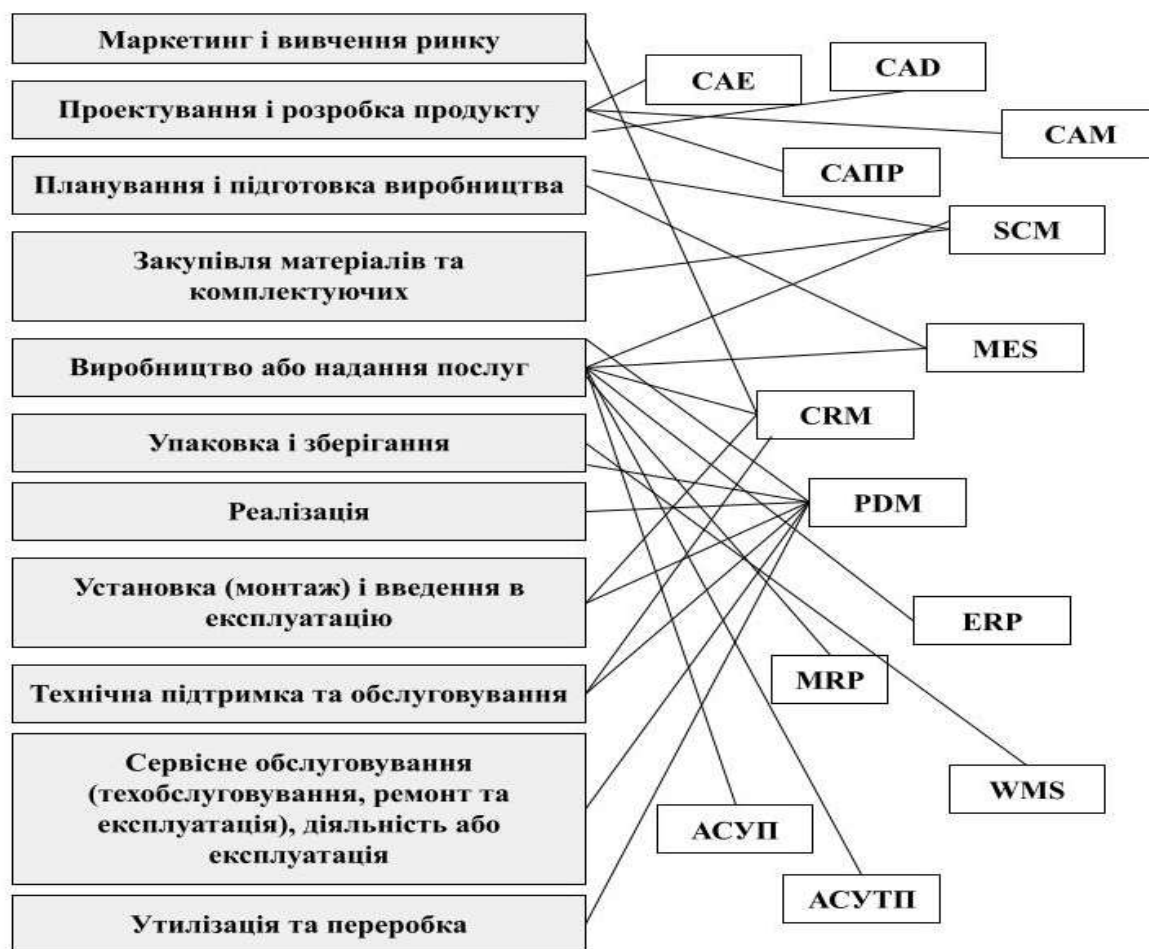 Маркетинг і вивчення ринку
Проектування і розробка продукту
Планування і підготовка виробництва
Закупівля матеріалів та
комплектуючих
Виробництво або надання послуг
Упаковка і зберігання
Реалізація
Установка (монтаж) і введення в
експлуатацію
Технічна підтримка та обслуговування
Сервісне обслуговування
(техобслуговування, ремонт та
експлуатація), діяльність або
експлуатація
Утилізація та переробка
CAE
CAD
CAM
САПР
SCM
MES
CRM
PDM
ERP
MRP
WMS
АСУП
АСУТП